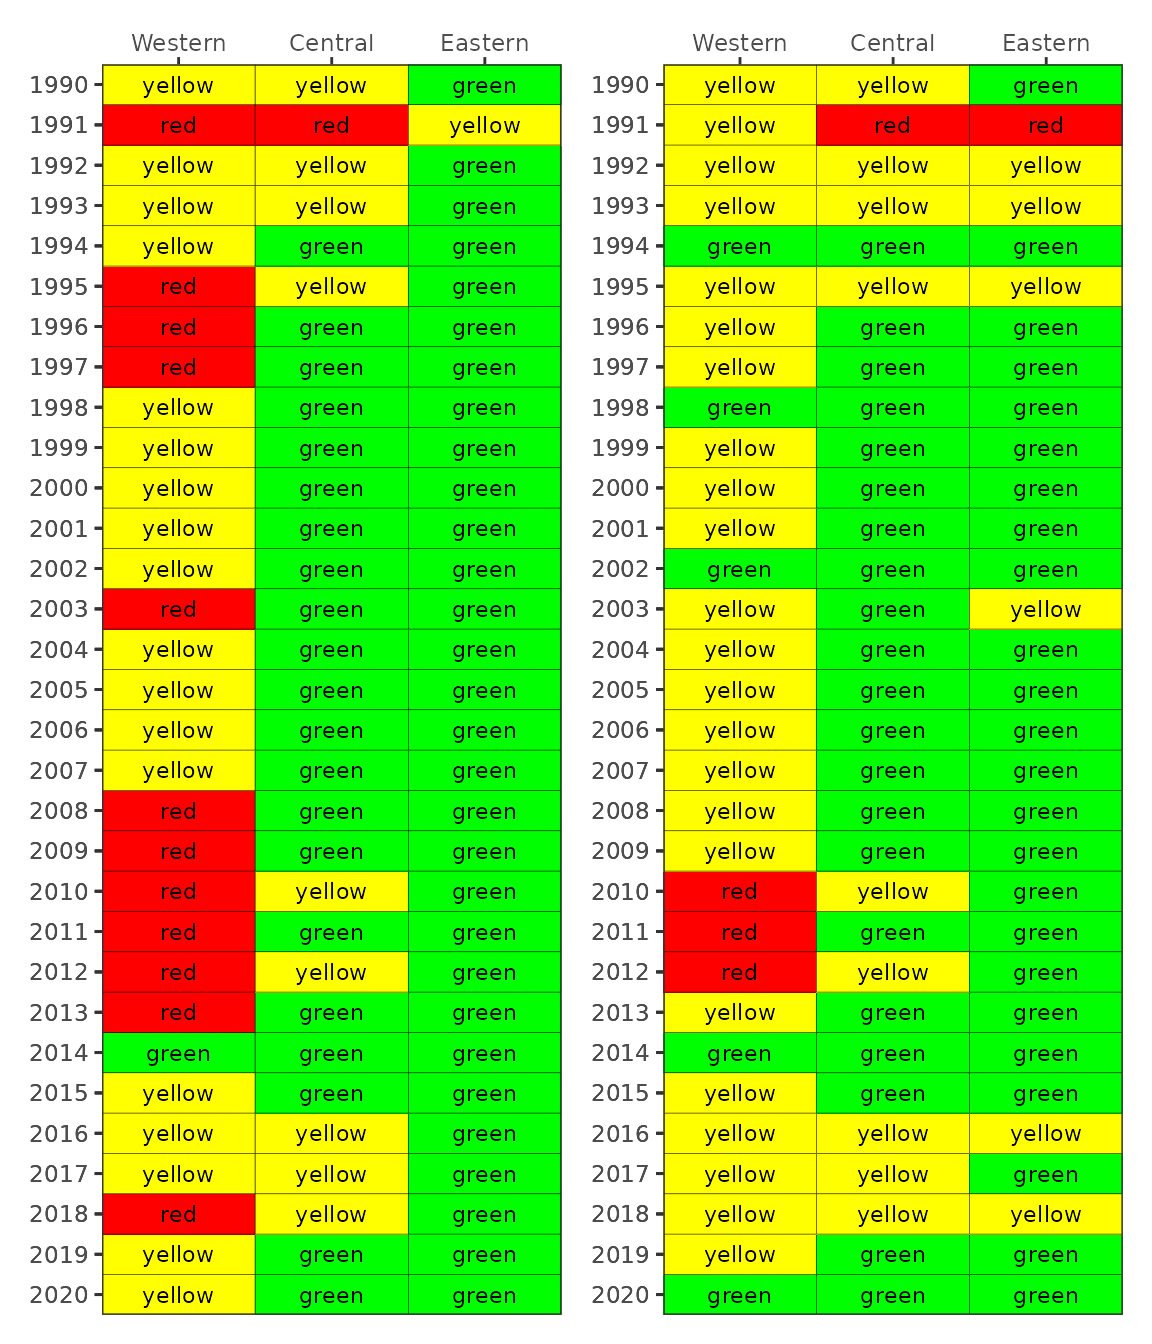 Western Central Eastern Western Central Eastern
1990 yellow yellow green 1990 yellow yellow green
1991 red red yellow 1991 yellow red red
1992 yellow yellow green 1992 yellow yellow yellow
1993 yellow yellow green 1993 yellow yellow yellow
1994 yellow green green 1994 green green green
1995 red yellow green 1995 yellow yellow yellow
1996 red green green 1996 yellow green green
1997 red green green 1997 yellow green green
1998 yellow green green 1998 green green green
1999 yellow green green 1999 yellow green green
2000 yellow green green 2000 yellow green green
2001 yellow green green 2001 yellow green green
2002 yellow green green 2002 green green green
2003 red green green 2003 yellow green yellow
2004 yellow green green 2004 yellow green green
2005 yellow green green 2005 yellow green green
2006 yellow green green 2006 yellow green green
2007 yellow green green 2007 yellow green green
2008 red green green 2008 yellow green green
2009 red green green 2009 yellow green green
2010 red yellow green 2010 red yellow green
2011 red green green 2011 red green green
2012 red yellow green 2012 red yellow green
2013 red green green 2013 yellow green green
2014 green green green 2014 green green green
2015 yellow green green 2015 yellow green green
2016 yellow yellow green 2016 yellow yellow yellow
2017 yellow yellow green 2017 yellow yellow green
2018 red yellow green 2018 yellow yellow yellow
2019 yellow green green 2019 yellow green green
2020 yellow green green 2020 green green green